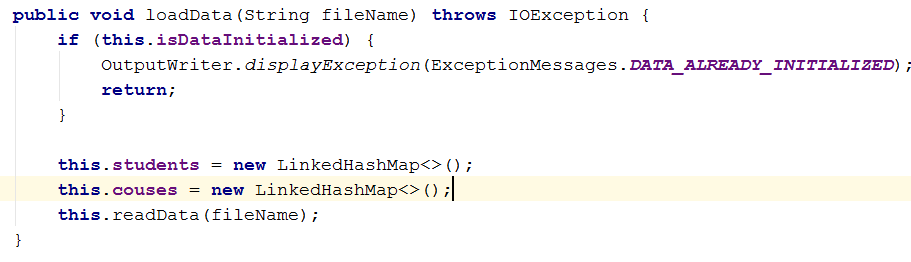 public void loadData(String fileName) throws IOException {
    if (this.isDataInitialized) {
        OutputWriter.displayException(ExceptionMessages.DATA_ALREADY_INITIALIZED);
        return;
    }

    this.students = new LinkedHashMap<>();
    this.couses = new LinkedHashMap<>();
    this.readData(fileName);
}